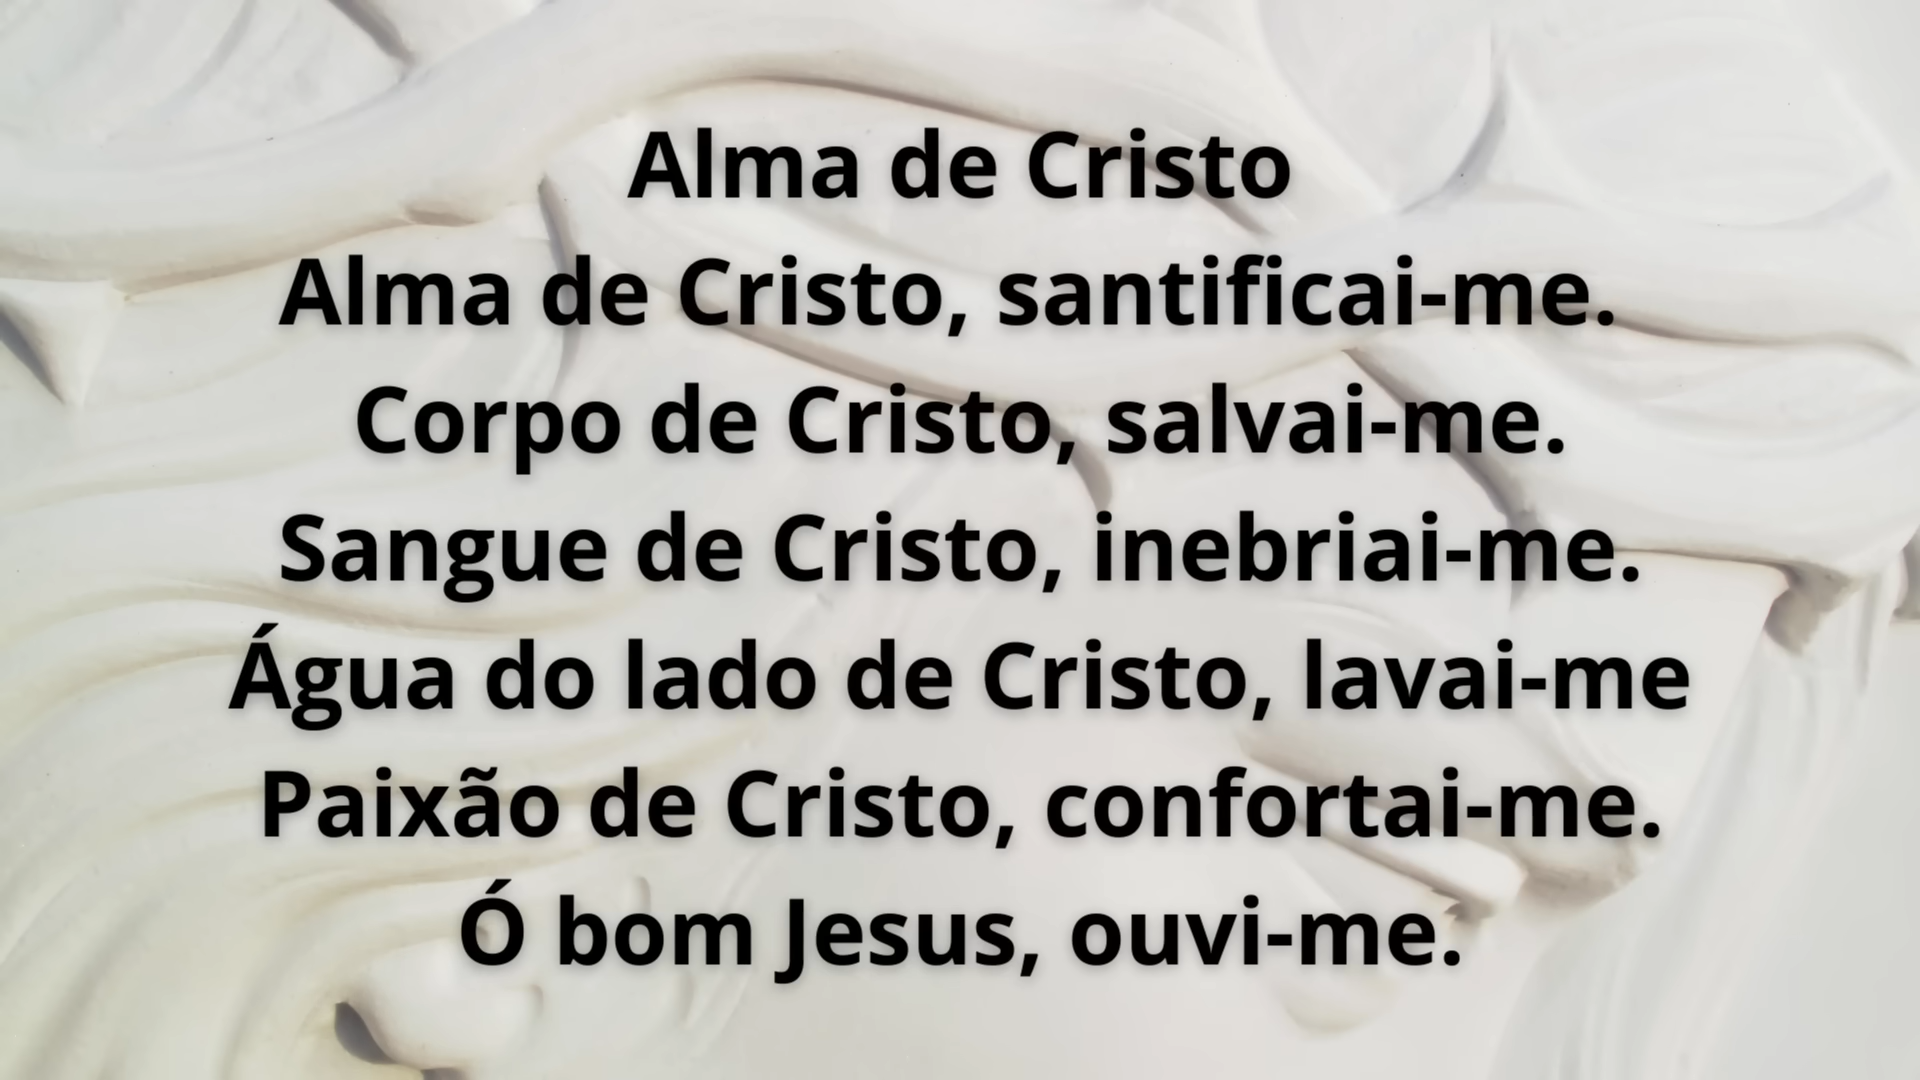 Alma de Cristo
Alma de Cristo, santificai-me.
Corpo de Cristo, salvai-me.
Sangue de Cristo, inebriai-me.
Água do lado de Cristo, lavai-me
Paixão de Cristo, confortai-me.
Ó bom Jesus, ouvi-me.